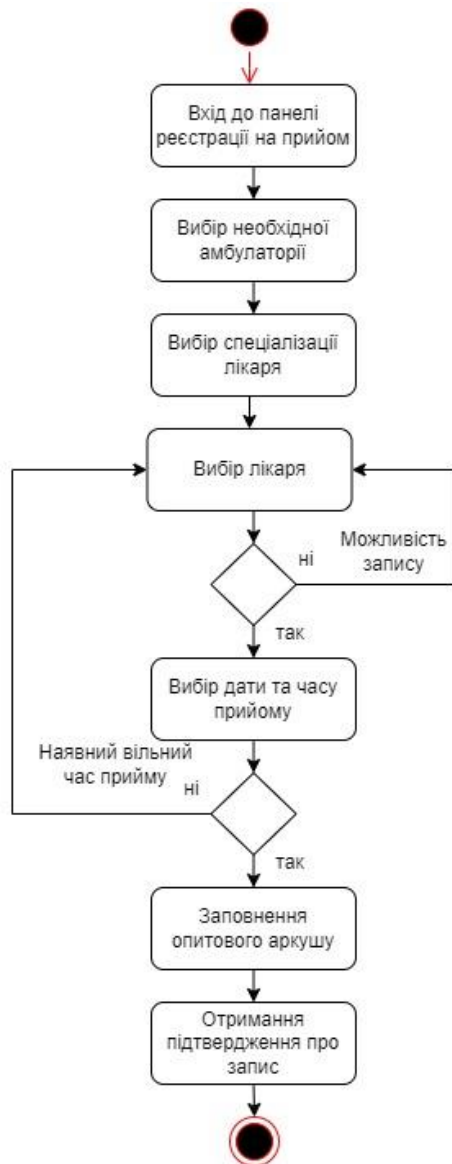 Вхід до панелі
реєстрації на прийом
Вибір необхідної
амбулаторії
Вибір спеціалізації
лікаря
Вибір лікаря
ні
Можливість
запису
так
Вибір дати та часу
прийому
Наявний вільний
час прийму
ні
так
Заповнення
опитового аркушу
Отримання
підтвердження про
запис